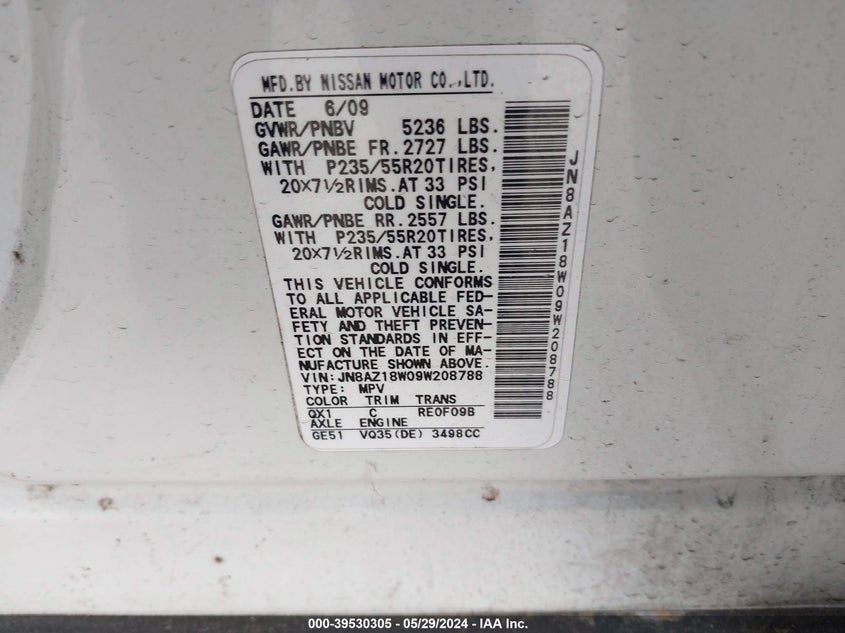 MFD.BY NISSAN MOTOR CO.,LTD.
DATE 6/09
GVWR/PNBV 5236 LBS.
GAWR/PNBE FR.2727 LBS.
WITH P235/55R20TIRES,
20×7½RIMS.AT 33 PSI
COLD SINGLE.
GAWR/PNBE RR.2557 LBS.
WITH P235/55R20TIRES,
20×7½RIMS.AT 33 PSI
COLD SINGLE.
THIS VEHICLE CONFORMS
TO ALL APPLICABLE FED-
ERAL MOTOR VEHICLE SA-
FETY AND THEFT PREVEN-
TION STANDARDS IN EFF-
ECT ON THE DATE OF MA-
NUFACTURE SHOWN ABOVE.
VIN:JN8AZ18W09W208788
TYPE: MPV
COLOR TRIM TRANS
QX1 C RE0F09B
AXLE ENGINE
GE51 VQ35(DE) 3498CC
JN8AZ18W09W208788
000-39530305 - 05/29/2024 - IAA Inc.